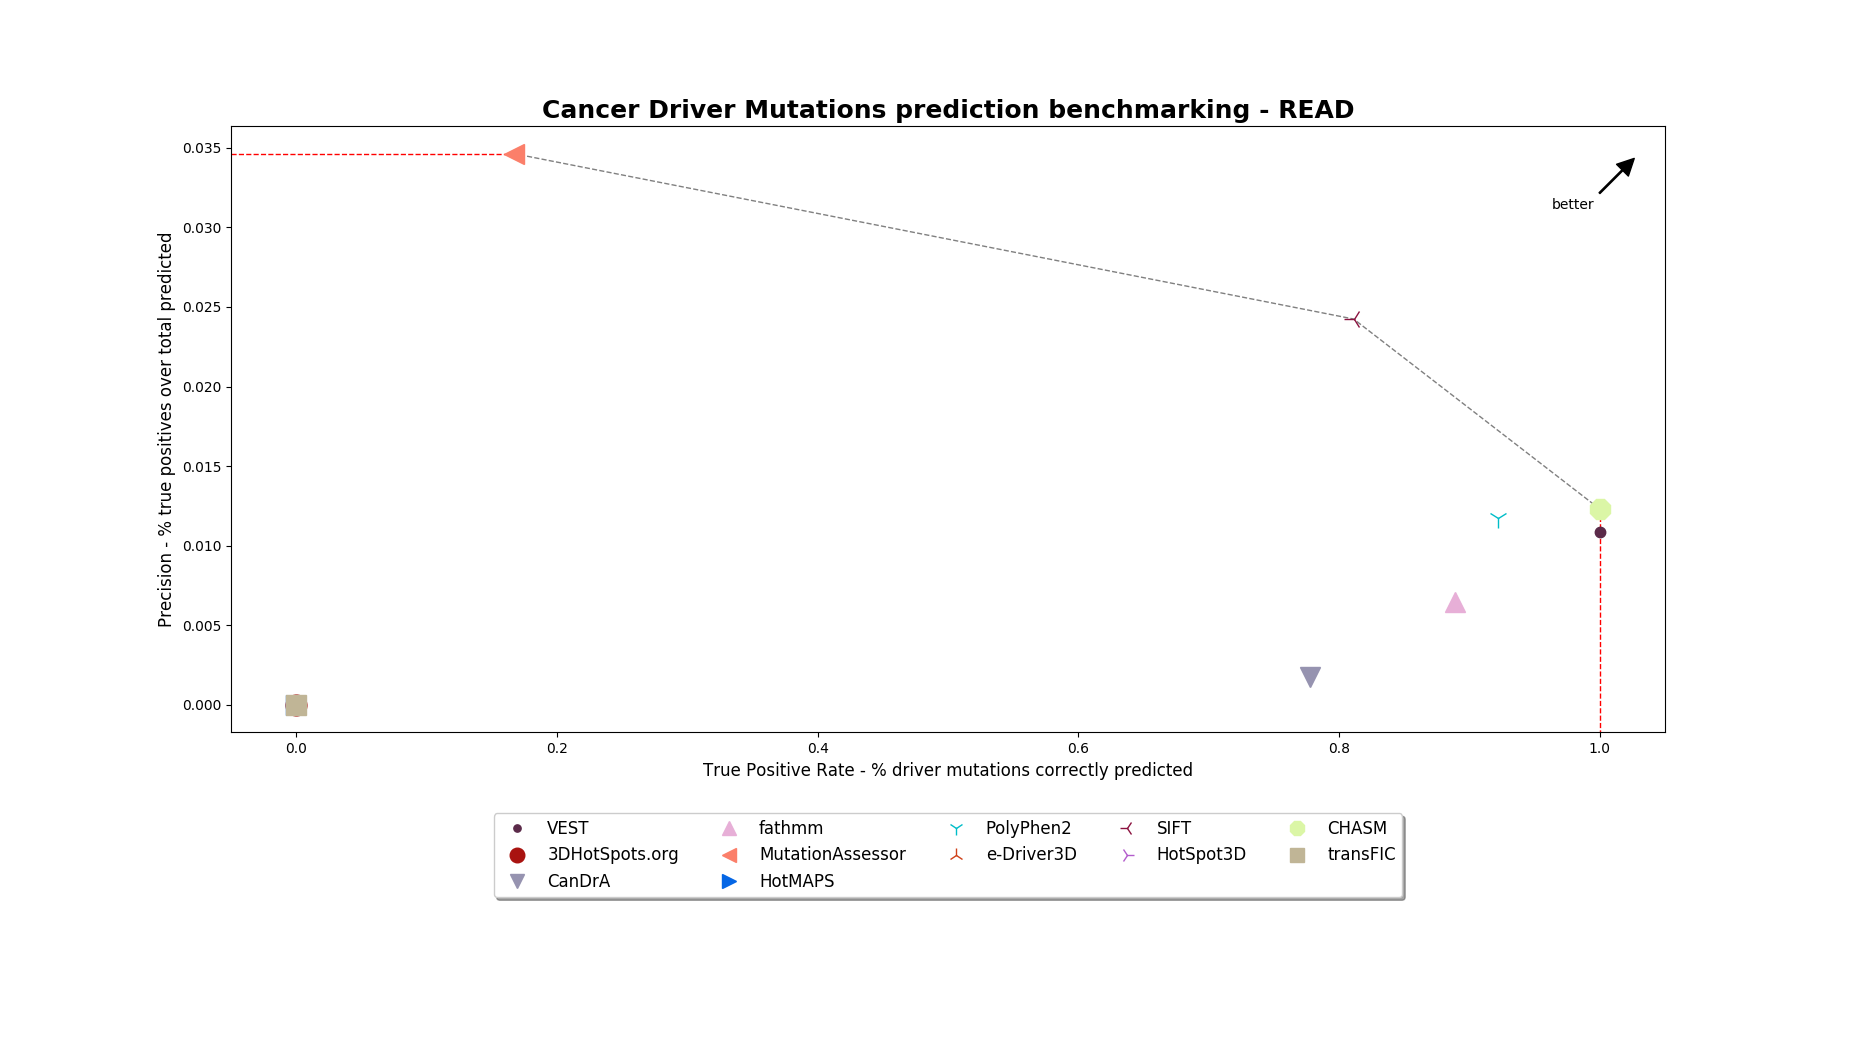 Cancer Driver Mutations prediction benchmarking - READ
Precision - % true positives over total predicted
0.035
0.030
0.025
0.020
0.015
0.010
0.005
0.000
better
0.0 0.2 0.4 0.6 0.8 1.0
True Positive Rate - % driver mutations correctly predicted
VEST fathmm PolyPhen2 SIFT CHASM
3DHotSpots.org MutationAssessor e-Driver3D HotSpot3D transFIC
CanDrA HotMAPS